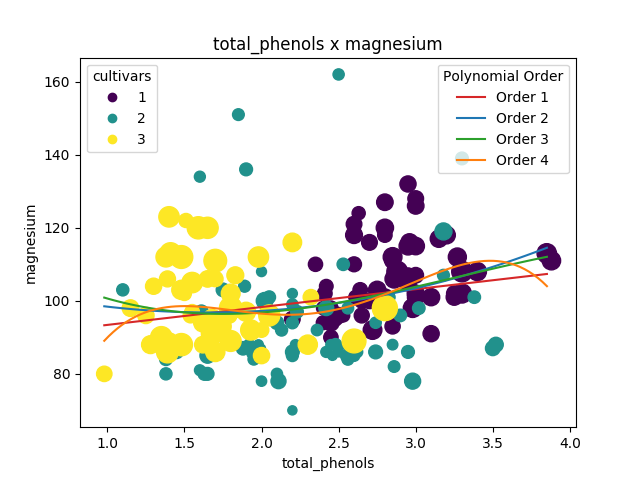 total_phenols x magnesium
cultivars
1
2
3
Polynomial Order
Order 1
Order 2
Order 3
Order 4
magnesium
160
140
120
100
80
1.0 1.5 2.0 2.5 3.0 3.5 4.0
total_phenols